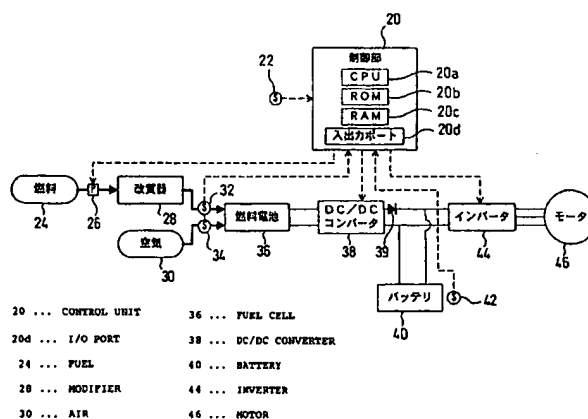 20
制御部
22
CPU
20a
ROM
20b
RAM
20c
入出力ポート
20d
S
燃料
24
P
26
改質器
28
S
32
S
34
空気
30
燃料電池
36
DC/DC
コンバータ
38
39
インバータ
44
モータ
46
バッテリ
40
S
42
20 ... CONTROL UNIT
20d ... I/O PORT
24 ... FUEL
28 ... MODIFIER
30 ... AIR
36 ... FUEL CELL
38 ... DC/DC CONVERTER
40 ... BATTERY
44 ... INVERTER
46 ... MOTOR